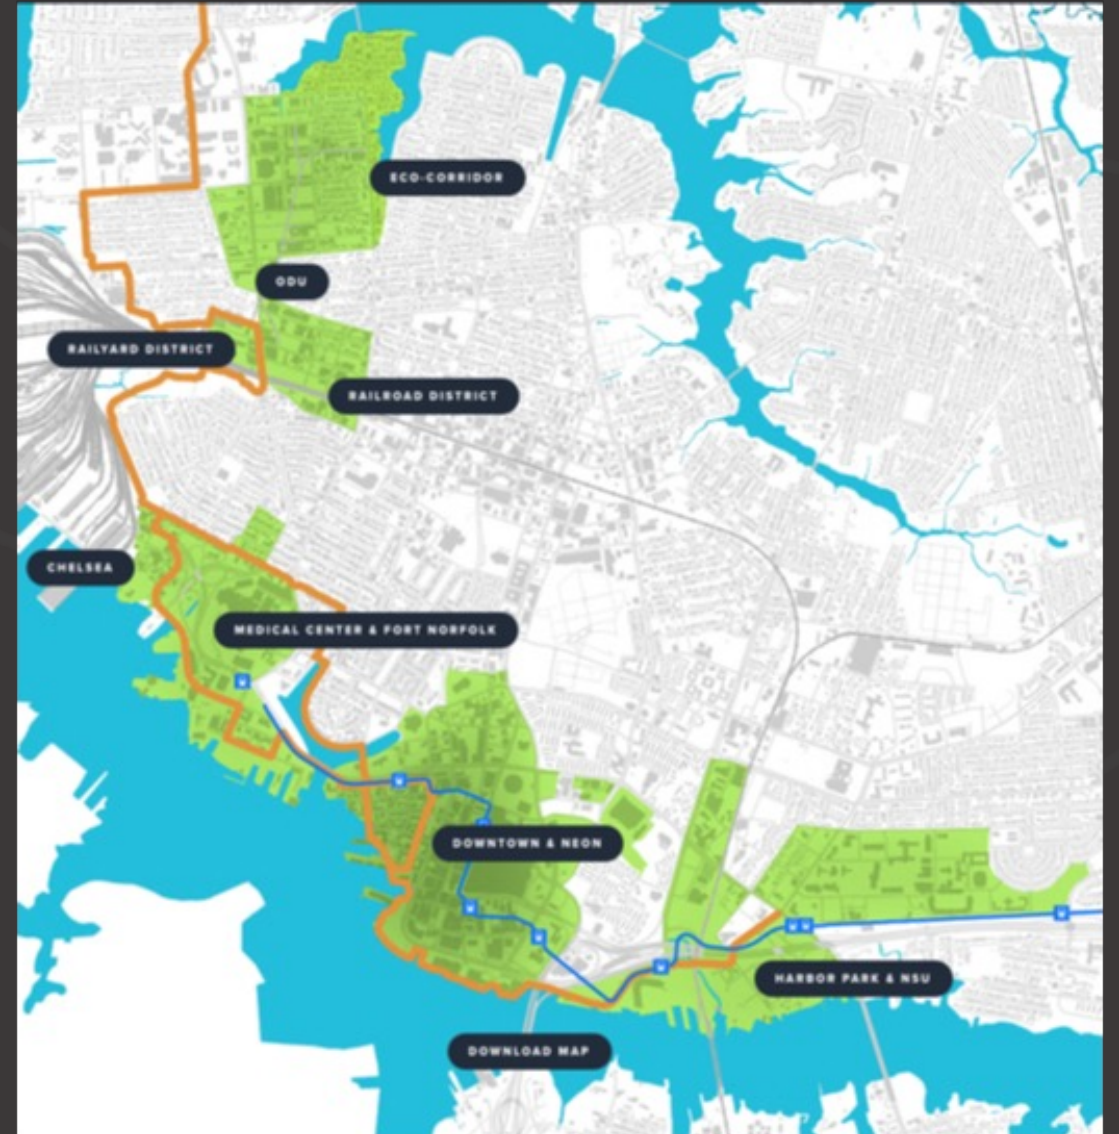 ECO-CORRIDOR
ODU
RAILYARD DISTRICT
RAILROAD DISTRICT
CHELSEA
MEDICAL CENTER & FORT NORFOLK
DOWNTOWN & NEON
HARBOR PARK & NSU
DOWNLOAD MAP